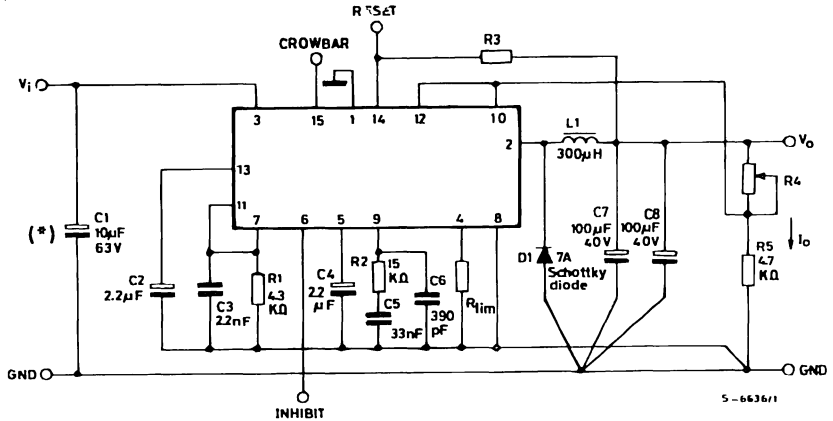 RESET
CROWBAR
R3
Vi
3
15
1
14
12
10
2
L1
300μH
Vo
13
11
7
6
5
9
4
8
(*)
C1
10μF
63V
C2
2.2μF
C3
2.2nF
R1
4.3
KΩ
C4
2.2
μF
R2
15
KΩ
C5
33nF
C6
390
pF
Rlim
D1
7A
Schottky
diode
C7
100μF
40V
C8
100μF
40V
R4
Io
R5
4.7
KΩ
GND
GND
INHIBIT
S-6636/1